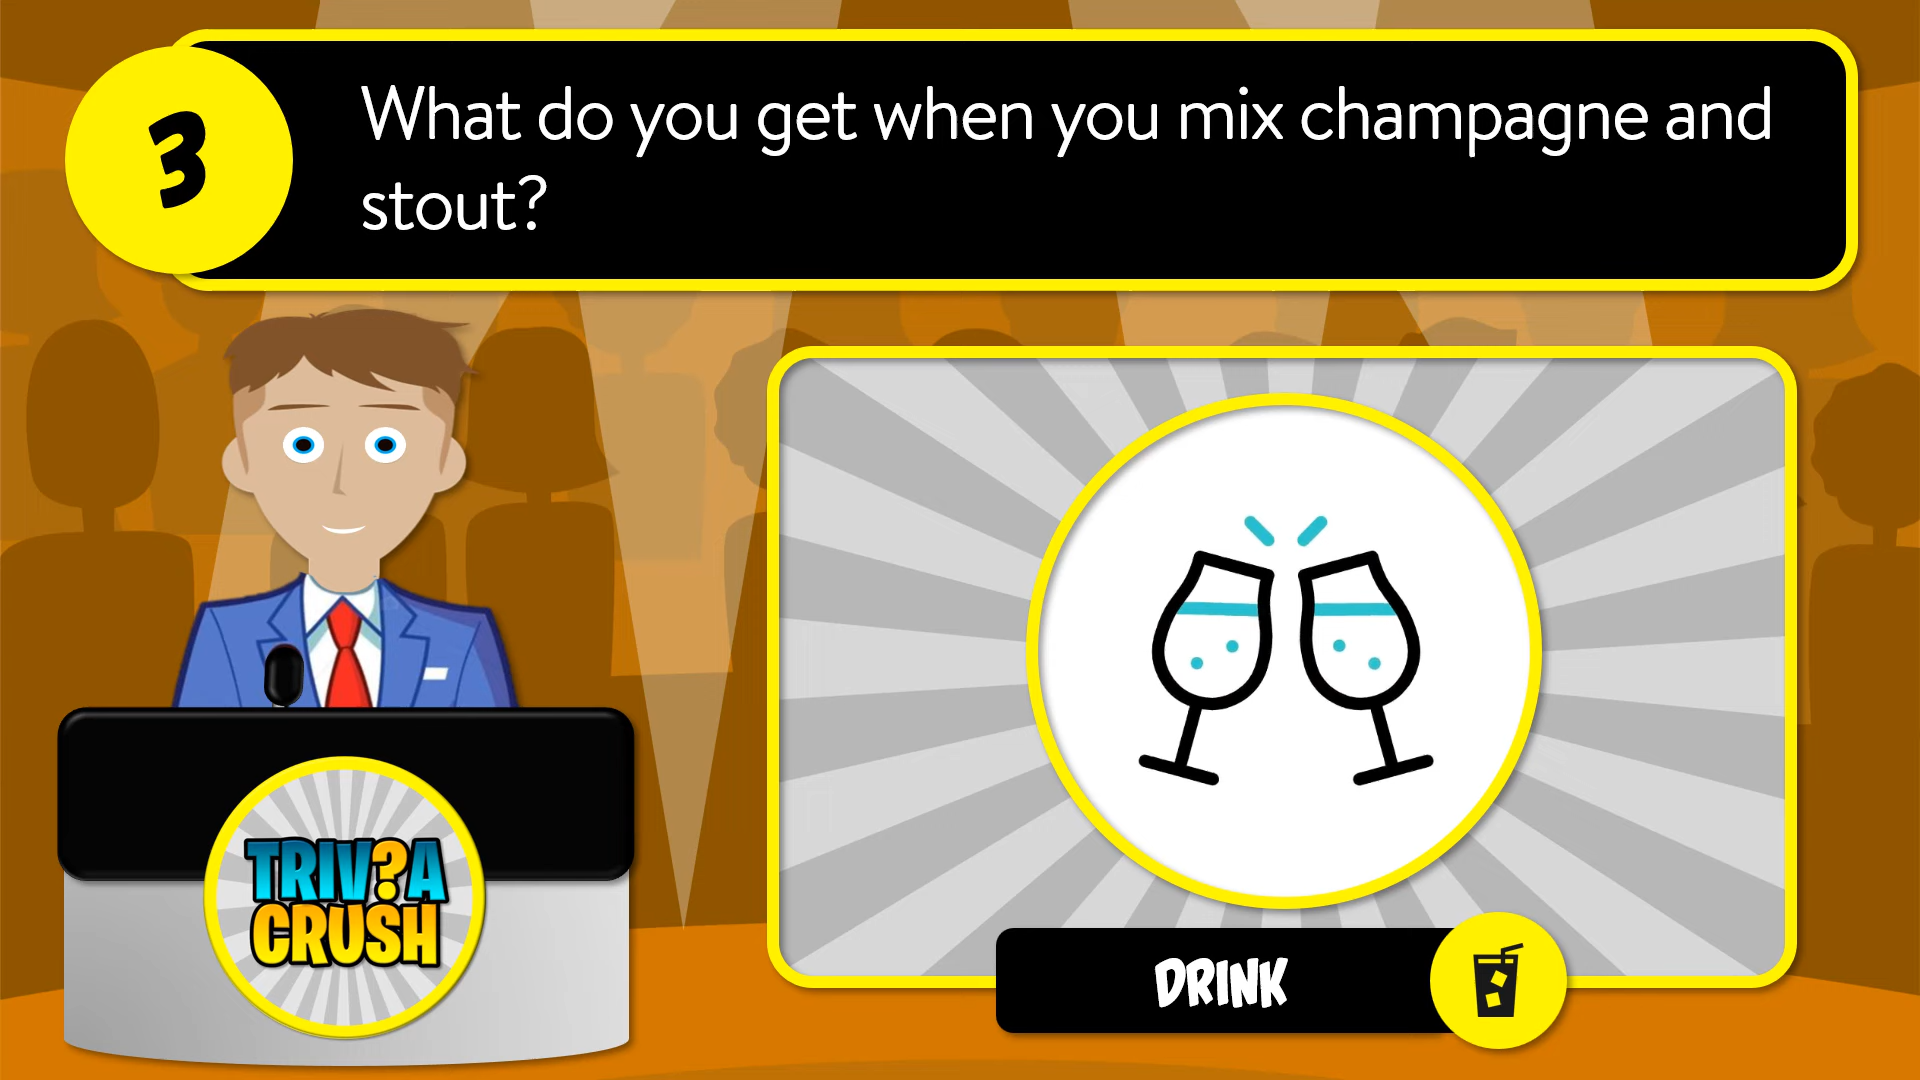 3
What do you get when you mix champagne and
stout?
TRIV?A
CRUSH
DRINK